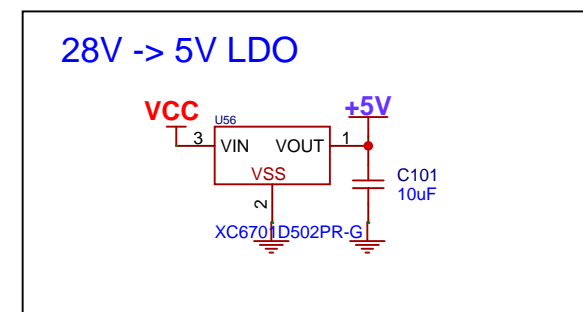 28V -> 5V LDO
VCC
+5V
U56
3
VIN
VOUT
1
VSS
C101
10uF
2
XC6701D502PR-G